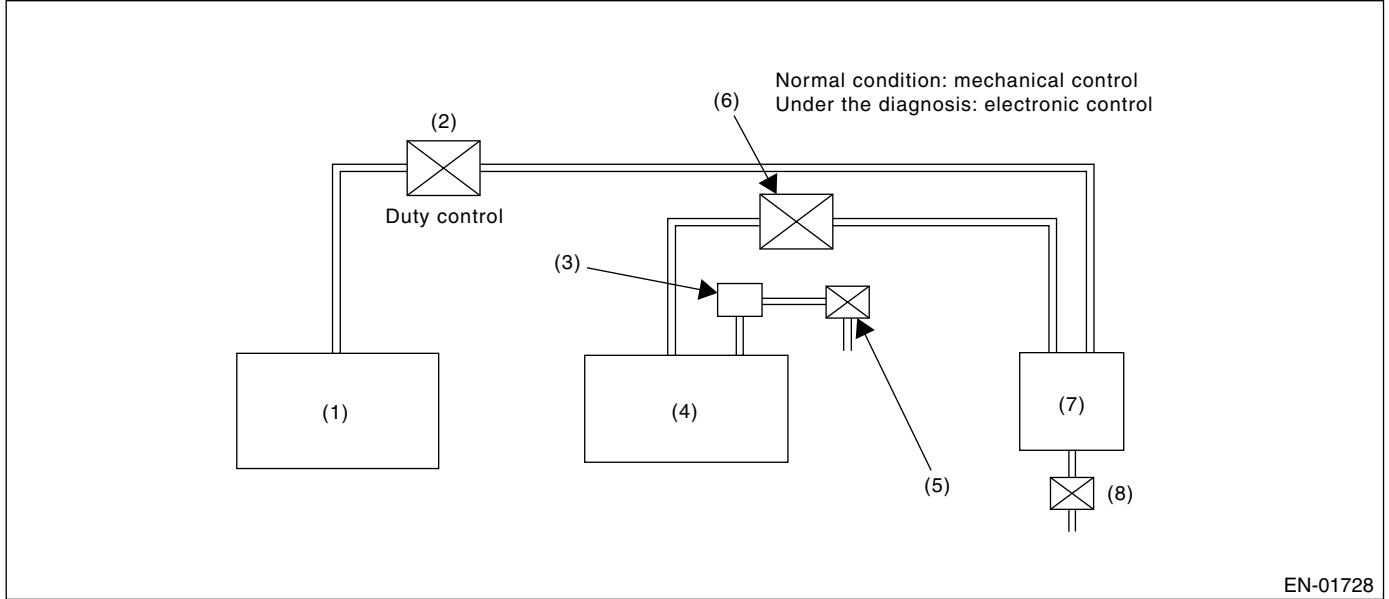 Normal condition: mechanical control
(6)
Under the diagnosis: electronic control
(2)
Duty control
(3)
(1)
(4)
(7)
(5)
(8)
EN-01728